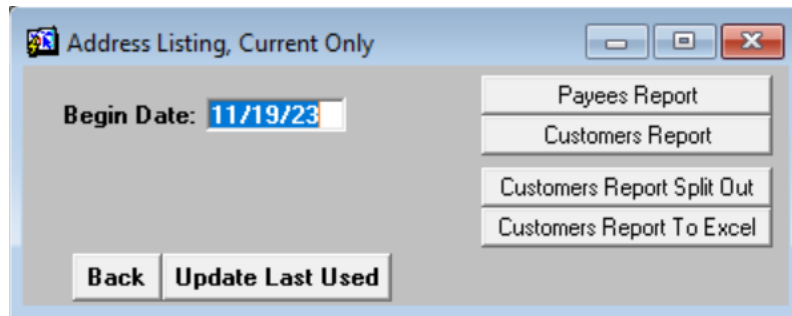 Address Listing, Current Only
Begin Date: 11/19/23
Payees Report
Customers Report
Customers Report Split Out
Customers Report To Excel
Back Update Last Used